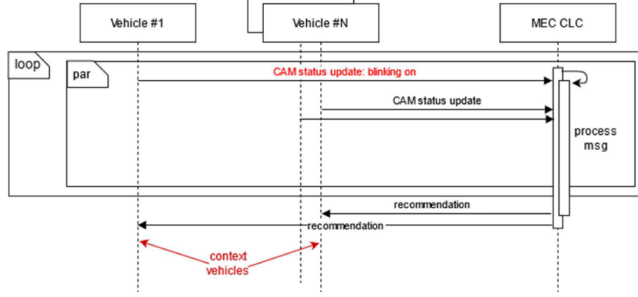 Vehicle #1
Vehicle #N
MEC CLC
loop
par
CAM status update: blinking on
CAM status update
process
msg
recommendation
recommendation
context
vehicles